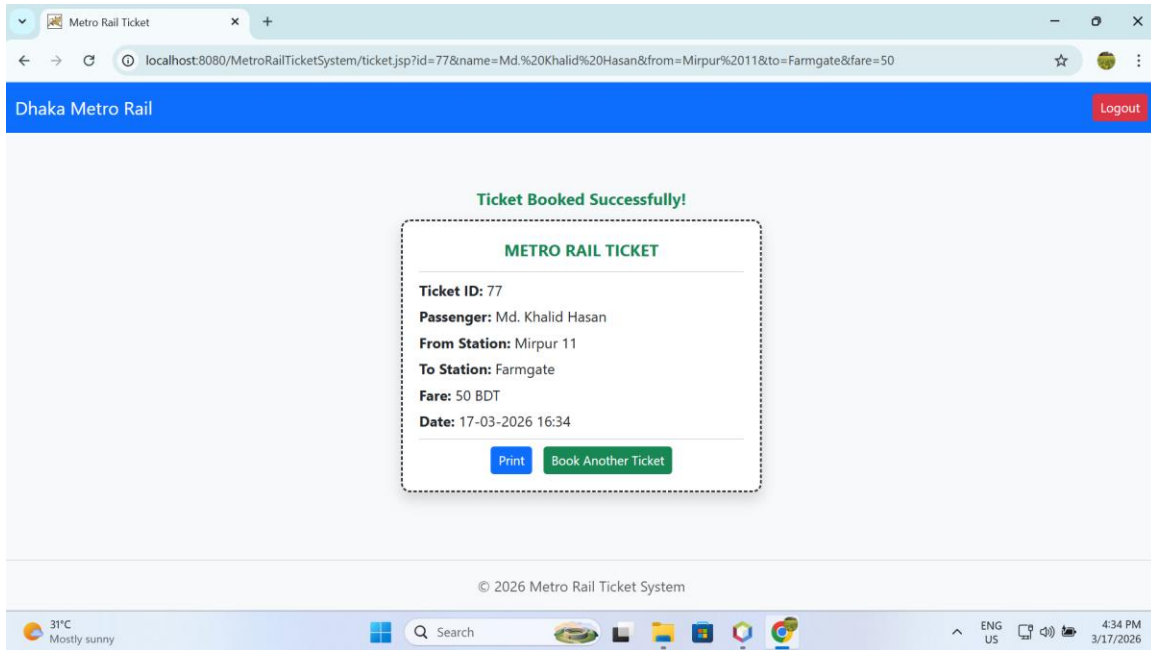 Metro Rail Ticket
localhost:8080/MetroRailTicketSystem/ticket.jsp?id=77&name=Md.%20Khalid%20Hasan&from=Mirpur%2011&to=Farmgate&fare=50
Dhaka Metro Rail
Logout
Ticket Booked Successfully!
METRO RAIL TICKET
Ticket ID: 77
Passenger: Md. Khalid Hasan
From Station: Mirpur 11
To Station: Farmgate
Fare: 50 BDT
Date: 17-03-2026 16:34
Print Book Another Ticket
© 2026 Metro Rail Ticket System
31°C
Mostly sunny
Search
ENG
US
4:34 PM
3/17/2026